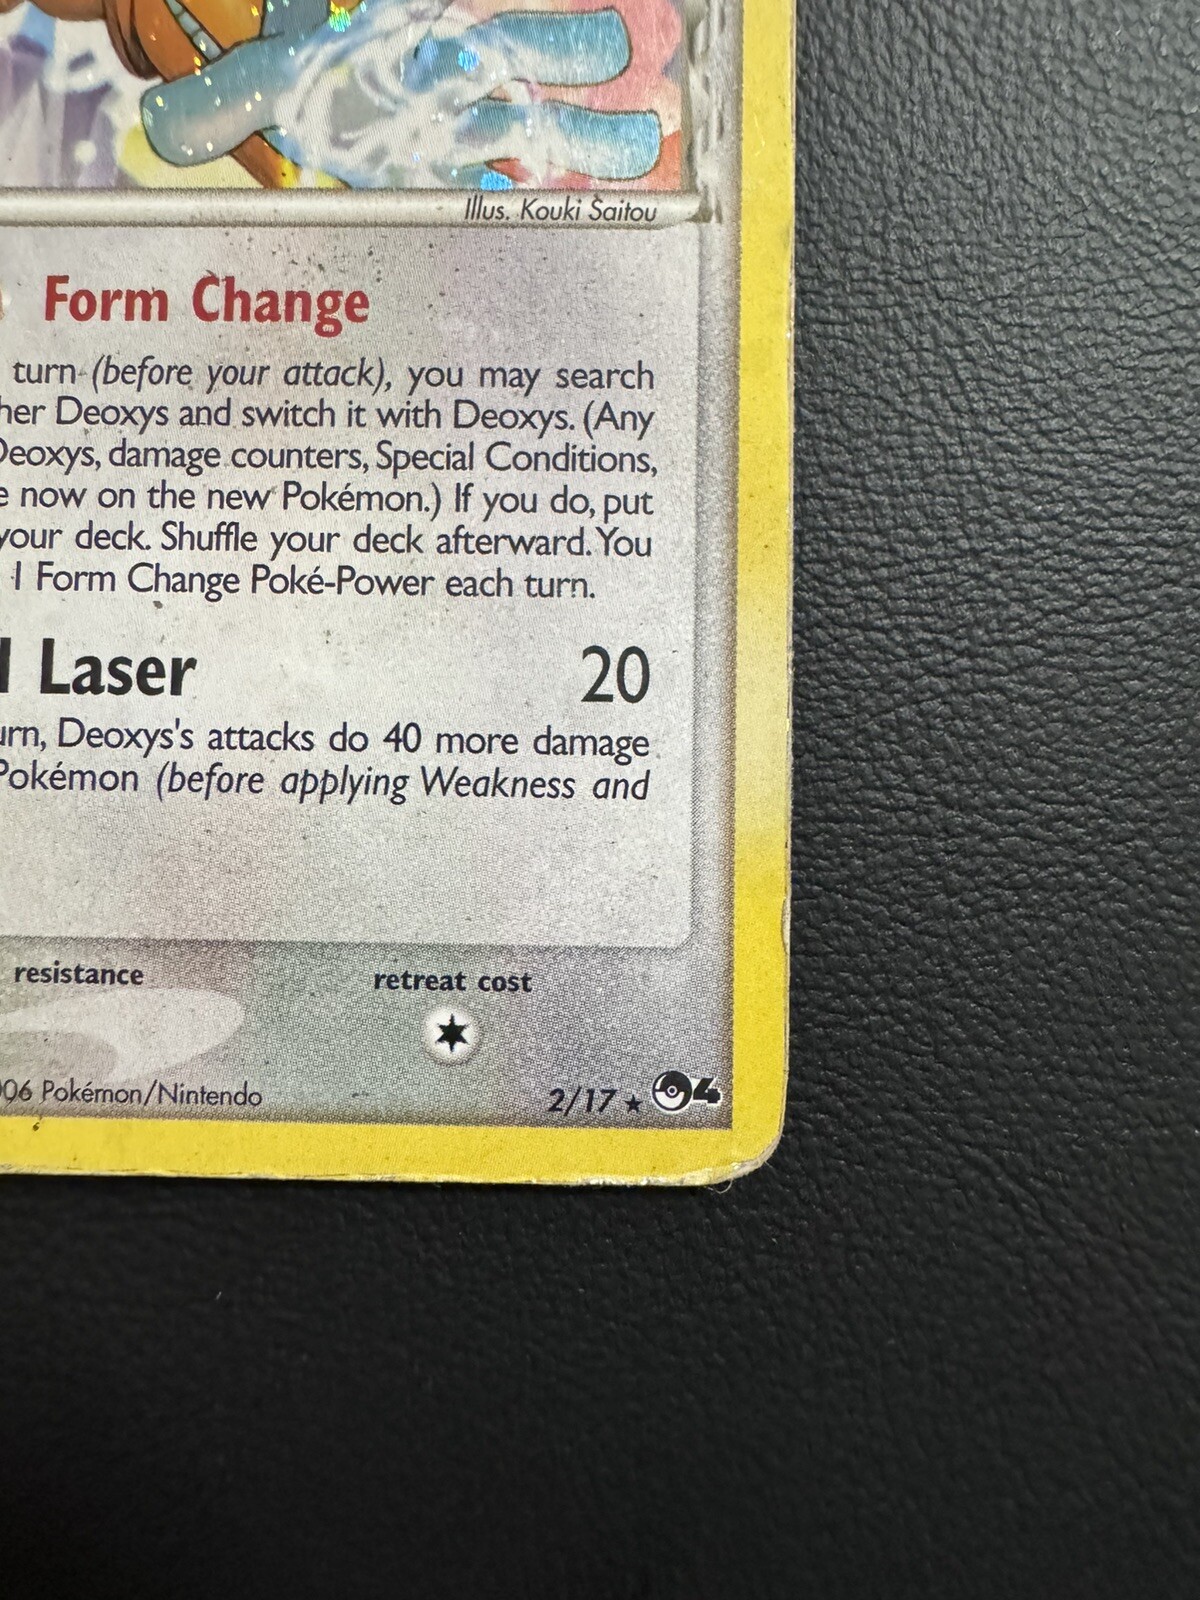 Illus. Kouki Saitou
Form Change
turn (before your attack), you may search
her Deoxys and switch it with Deoxys. (Any
Deoxys, damage counters, Special Conditions,
e now on the new Pokémon.) If you do, put
your deck. Shuffle your deck afterward. You
1 Form Change Poké-Power each turn.
l Laser 20
urn, Deoxys's attacks do 40 more damage
Pokémon (before applying Weakness and
resistance retreat cost
006 Pokémon/Nintendo 2/17 ★ 4